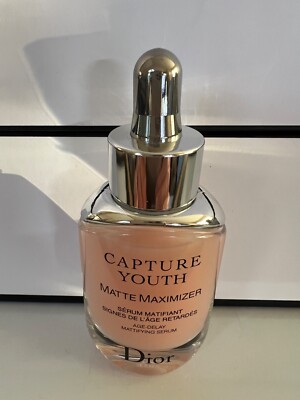 CAPTURE
YOUTH
MATTE MAXIMIZER
SÉRUM MATIFIANT
SIGNES DE L'ÂGE RETARDÉS
AGE-DELAY
MATTIFYING SERUM
Dior